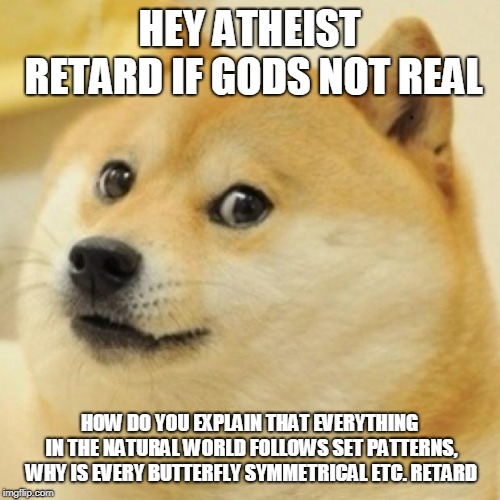 HEY ATHEIST
RETARD IF GODS NOT REAL
HOW DO YOU EXPLAIN THAT EVERYTHING
IN THE NATURAL WORLD FOLLOWS SET PATTERNS,
WHY IS EVERY BUTTERFLY SYMMETRICAL ETC. RETARD
imgflip.com